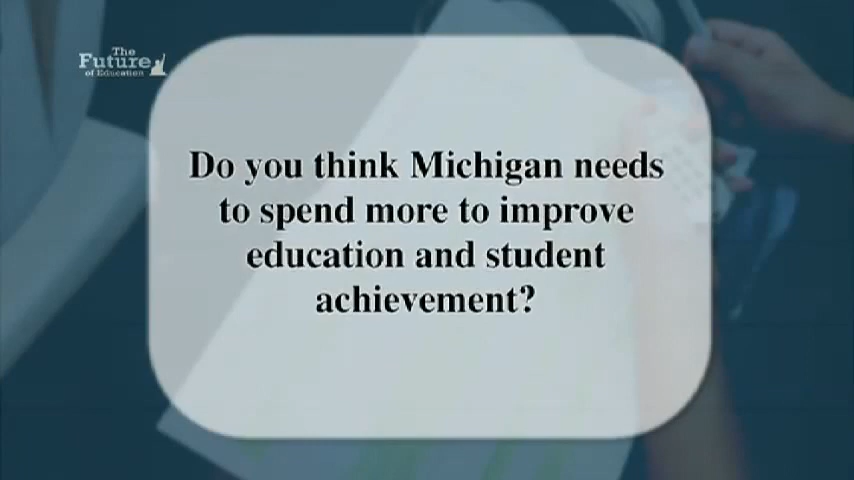 The
Future
of Education
Do you think Michigan needs
to spend more to improve
education and student
achievement?